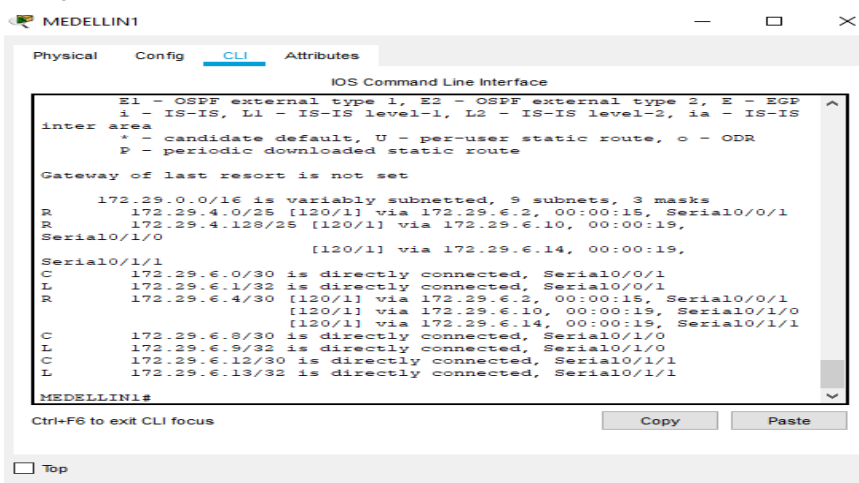 MEDELLIN1
Physical Config CLI Attributes
IOS Command Line Interface
E1 - OSPF external type 1, E2 - OSPF external type 2, E - EGP
i - IS-IS, L1 - IS-IS level-1, L2 - IS-IS level-2, ia - IS-IS
inter area
* - candidate default, U - per-user static route, o - ODR
P - periodic downloaded static route
Gateway of last resort is not set
172.29.0.0/16 is variably subnetted, 9 subnets, 3 masks
R 172.29.4.0/25 [120/1] via 172.29.6.2, 00:00:15, Serial0/0/1
R 172.29.4.128/25 [120/1] via 172.29.6.10, 00:00:19,
Serial0/1/0
[120/1] via 172.29.6.14, 00:00:19,
Serial0/1/1
C 172.29.6.0/30 is directly connected, Serial0/0/1
L 172.29.6.1/32 is directly connected, Serial0/0/1
R 172.29.6.4/30 [120/1] via 172.29.6.2, 00:00:15, Serial0/0/1
[120/1] via 172.29.6.10, 00:00:19, Serial0/1/0
[120/1] via 172.29.6.14, 00:00:19, Serial0/1/1
C 172.29.6.8/30 is directly connected, Serial0/1/0
L 172.29.6.9/32 is directly connected, Serial0/1/0
C 172.29.6.12/30 is directly connected, Serial0/1/1
L 172.29.6.13/32 is directly connected, Serial0/1/1
MEDELLIN1#
Ctrl+F6 to exit CLI focus Copy Paste
Top